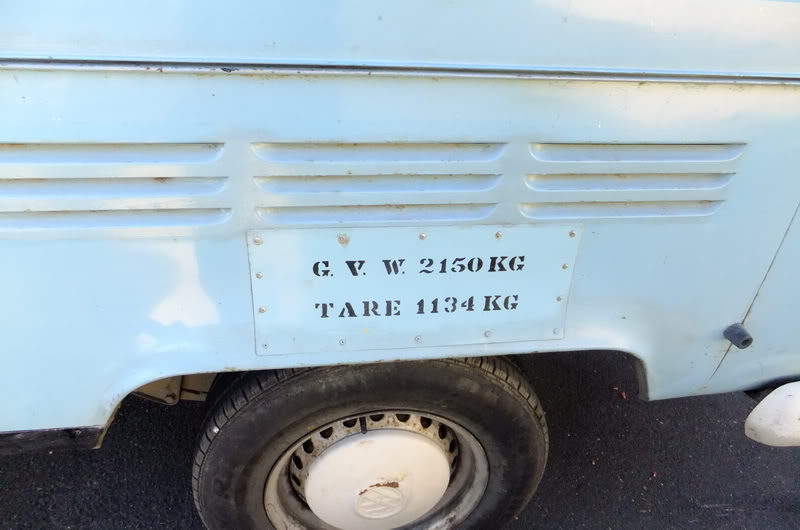 G. V. W. 2150 KG
TARE 1134 KG